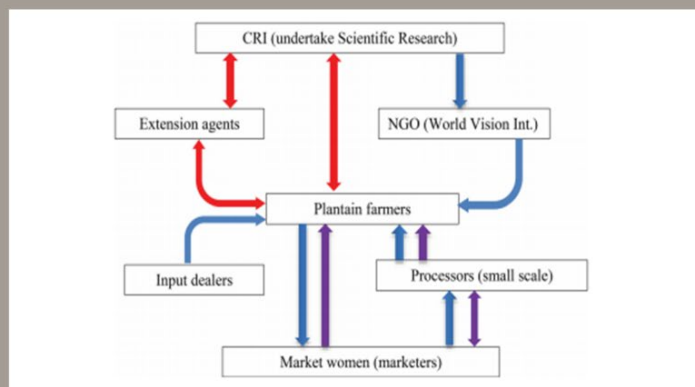 CRI (undertake Scientific Research)
Extension agents
NGO (World Vision Int.)
Plantain farmers
Input dealers
Processors (small scale)
Market women (marketers)